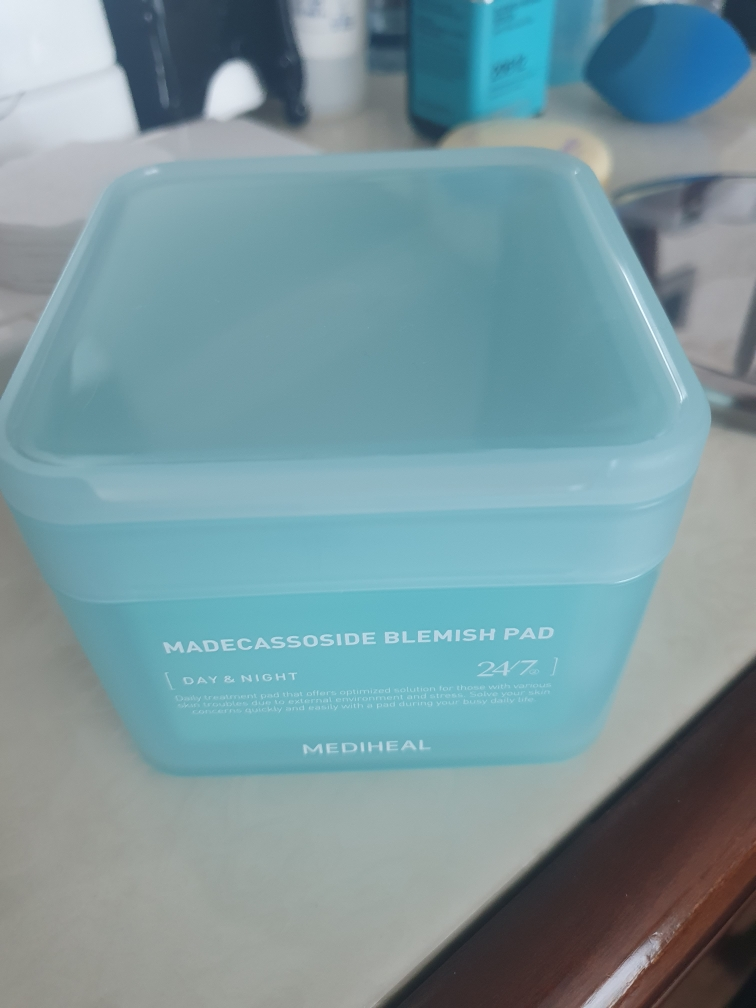 MADECASSOSIDE BLEMISH PAD
[ DAY & NIGHT 24/7 ]
Daily treatment pad that offers optimized solution for those with various
skin troubles due to external environment and stress. Solve your skin
concerns quickly and easily with a pad during your busy daily life.
MEDIHEAL